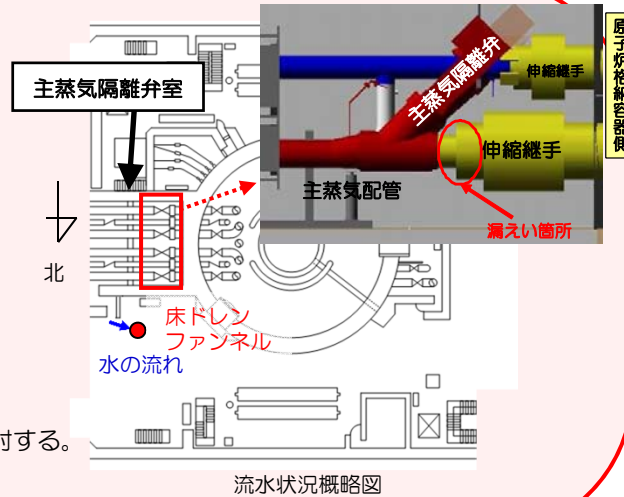 主蒸気隔離弁室
主蒸気隔離弁
伸縮継手
原子炉格納容器側
伸縮継手
主蒸気配管
漏えい箇所
北
床ドレン
ファンネル
水の流れ
討する。
流水状況概略図